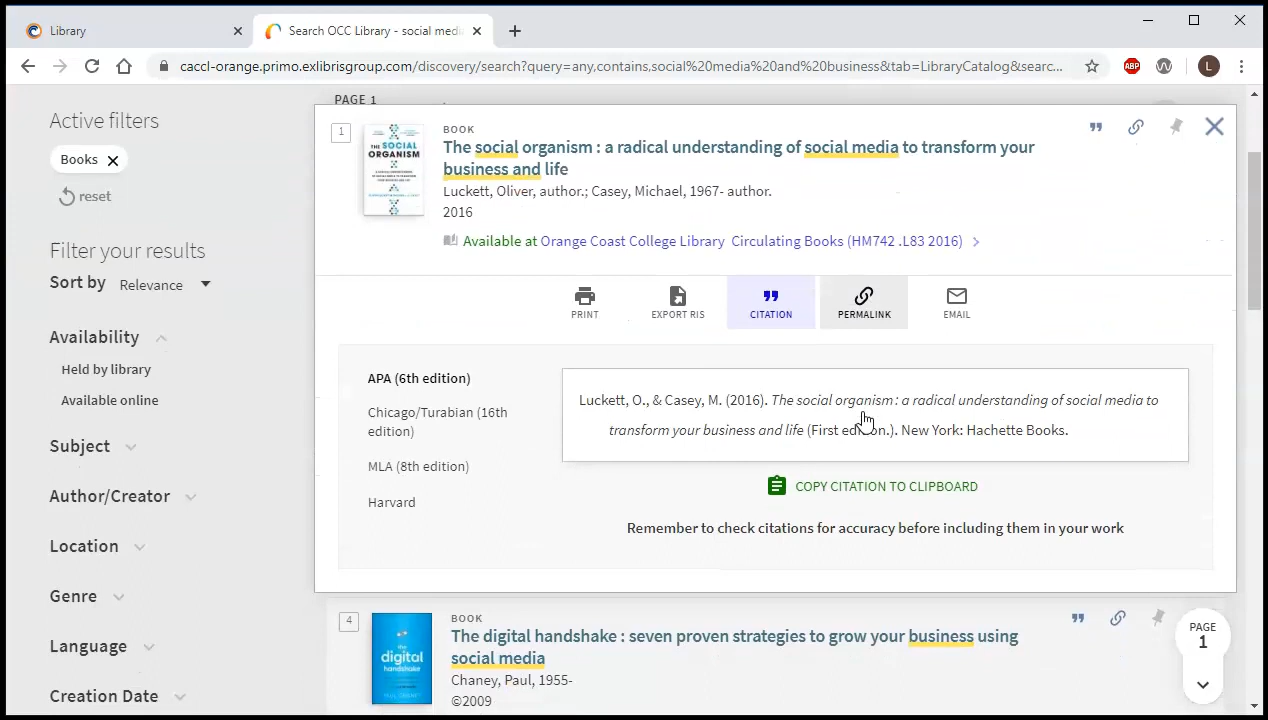 Library
Search OCC Library - social medi
caccl-orange.primo.exlibrisgroup.com/discovery/search?query=any,contains,social%20media%20and%20business&tab=LibraryCatalog&searc...
ABP
L
Active filters
Books
reset
Filter your results
Sort by Relevance
Availability
Held by library
Available online
Subject
Author/Creator
Location
Genre
Language
Creation Date
PAGE 1
1
THE SOCIAL
ORGANISM
BOOK
The social organism : a radical understanding of social media to transform your
business and life
Luckett, Oliver, author.; Casey, Michael, 1967- author.
2016
Available at Orange Coast College Library Circulating Books (HM742 .L83 2016)
PRINT
EXPORT RIS
CITATION
PERMALINK
EMAIL
APA (6th edition)
Chicago/Turabian (16th
edition)
MLA (8th edition)
Harvard
Luckett, O., & Casey, M. (2016). The social organism : a radical understanding of social media to
transform your business and life (First edition.). New York: Hachette Books.
COPY CITATION TO CLIPBOARD
Remember to check citations for accuracy before including them in your work
4
the
digital
handshake
BOOK
The digital handshake : seven proven strategies to grow your business using
social media
Chaney, Paul, 1955-
©2009
PAGE
1